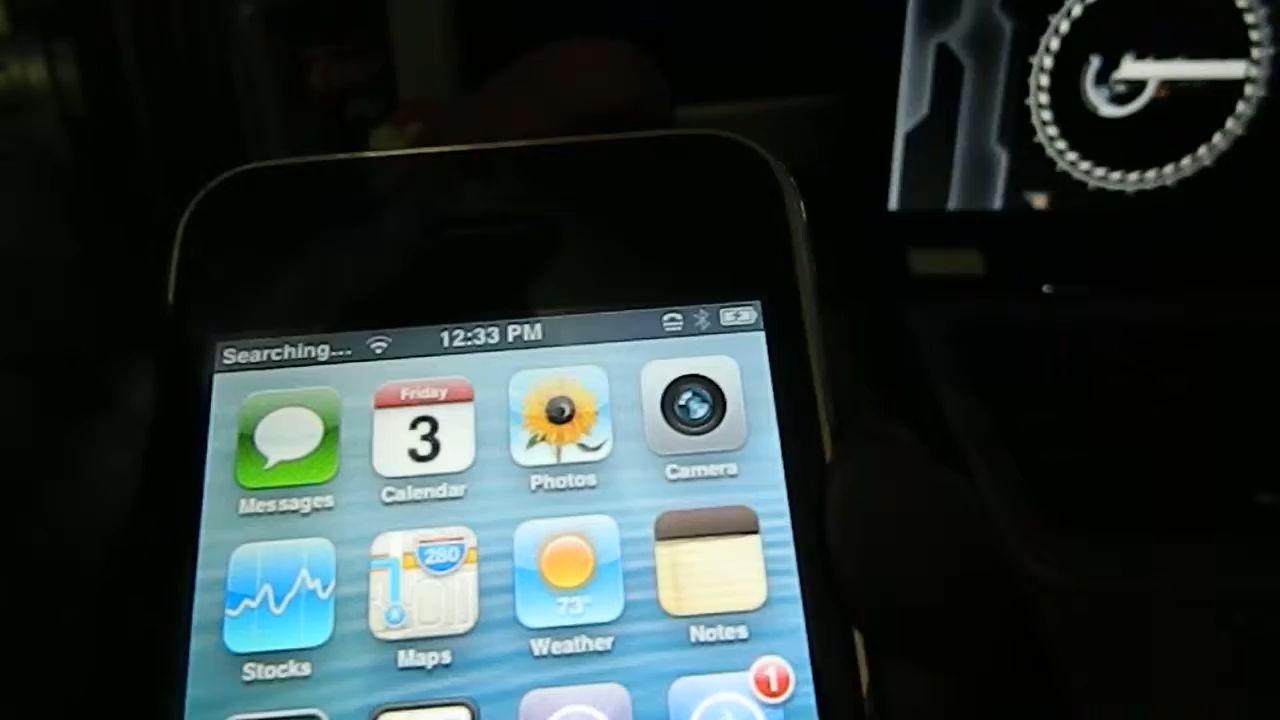 Searching... 12:33 PM
Friday
3
Messages Calendar Photos Camera
280
73°
Stocks Maps Weather Notes
1